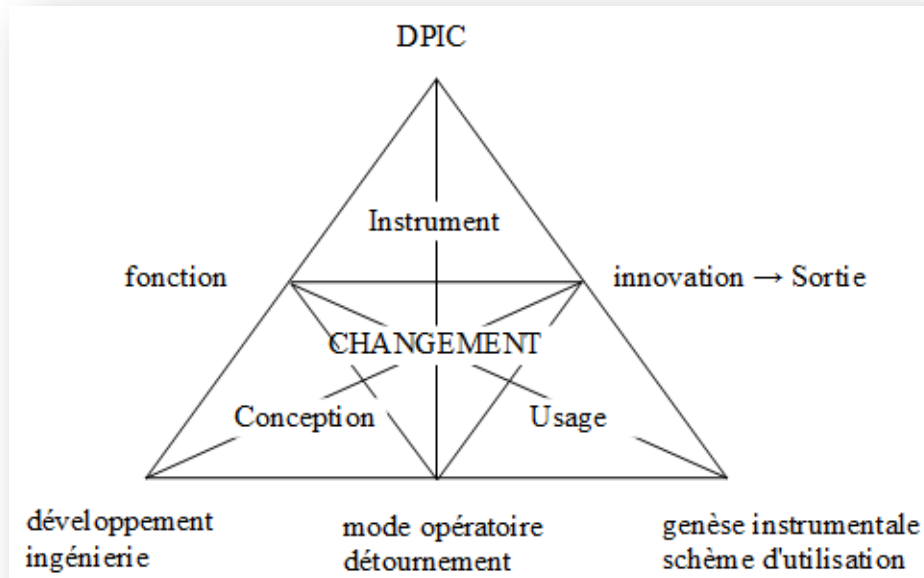 DPIC
Instrument
fonction
innovation → Sortie
CHANGEMENT
Conception
Usage
développement
ingénierie
mode opératoire
détournement
genèse instrumentale
schème d'utilisation